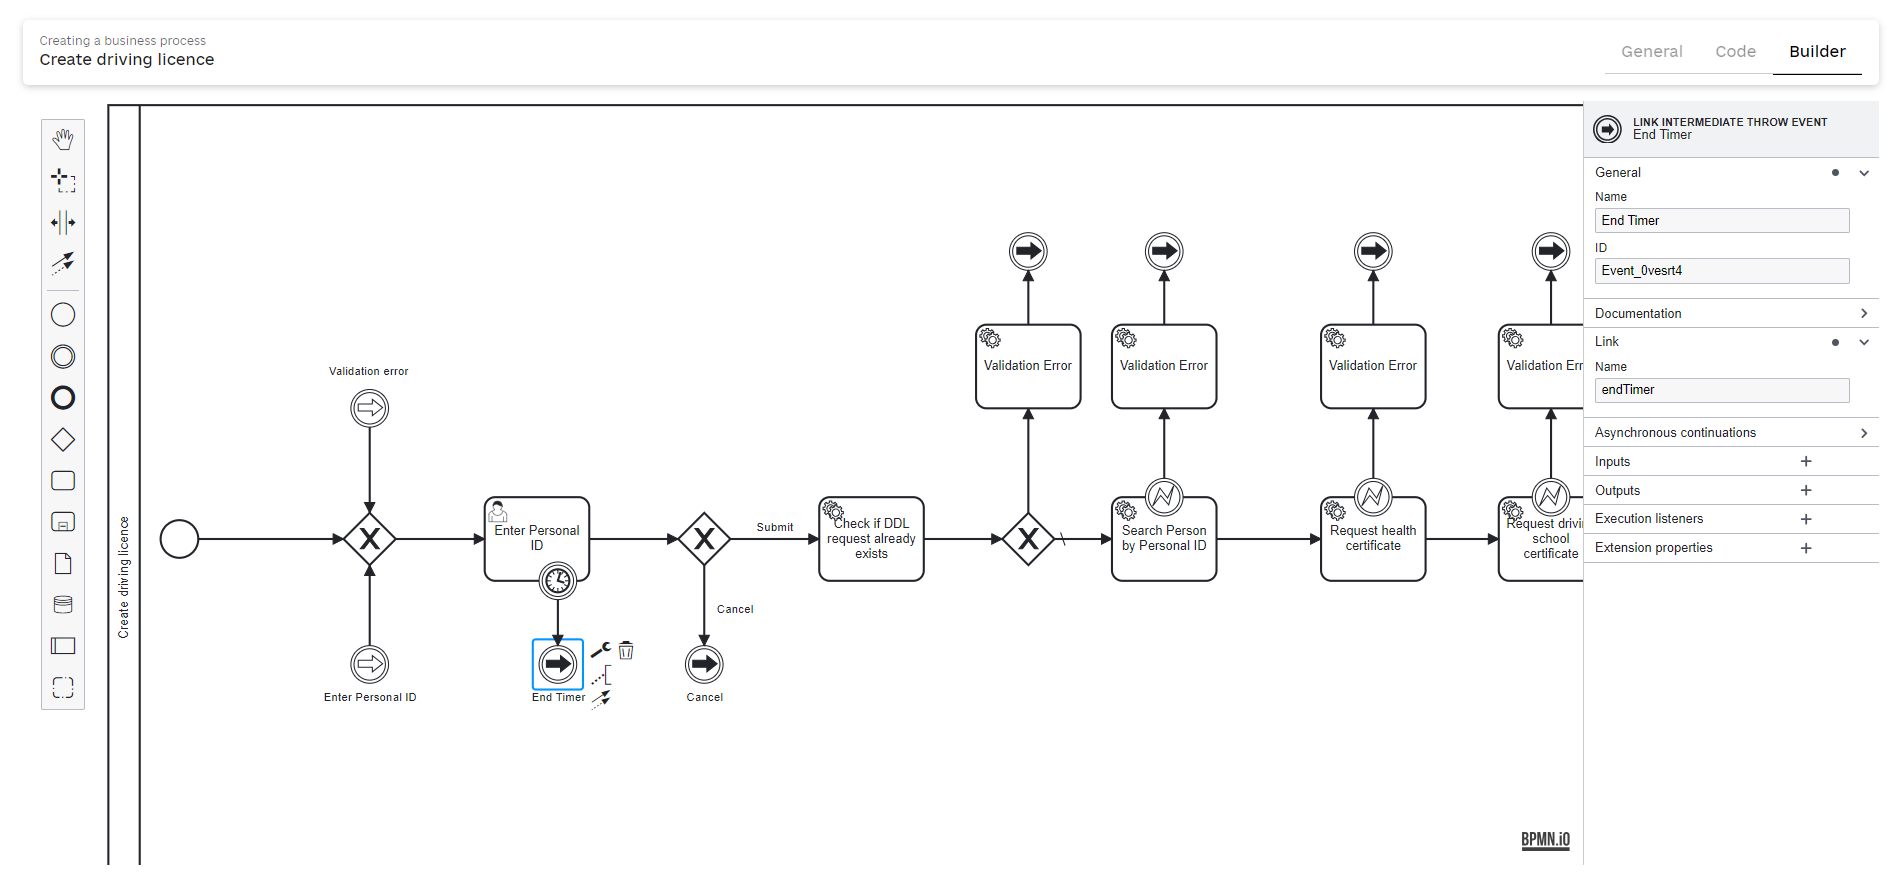 Creating a business process
Create driving licence
General
Code
Builder
Create driving licence
Validation error
Enter Personal ID
Enter Personal
ID
End Timer
Submit
Cancel
Cancel
Check if DDL
request already
exists
Validation Error
Validation Error
Validation Error
Validation Err
Search Person
by Personal ID
Request health
certificate
Request drivi
school
certificate
BPMN.iO
LINK INTERMEDIATE THROW EVENT
End Timer
General
Name
End Timer
ID
Event_0vesrt4
Documentation
Link
Name
endTimer
Asynchronous continuations
Inputs
Outputs
Execution listeners
Extension properties